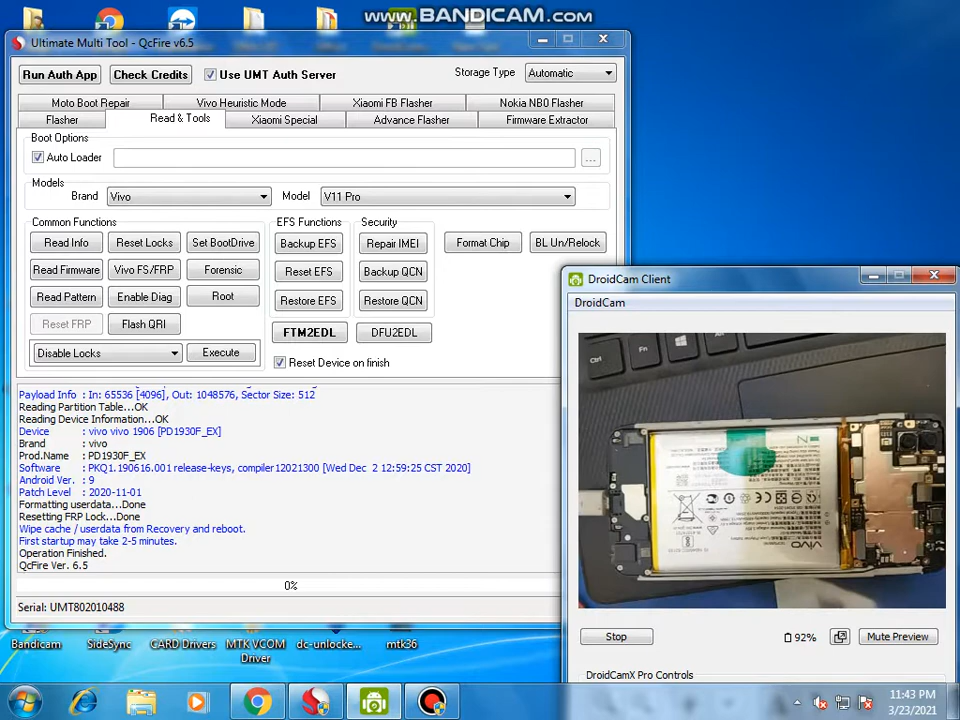 www.BANDICAM.com
Ultimate Multi Tool - QcFire v6.5
Run Auth App
Check Credits
Use UMT Auth Server
Storage Type
Automatic
Moto Boot Repair
Vivo Heuristic Mode
Xiaomi FB Flasher
Nokia NB0 Flasher
Flasher
Read & Tools
Xiaomi Special
Advance Flasher
Firmware Extractor
Boot Options
Auto Loader
...
Models
Brand
Vivo
Model
V11 Pro
Common Functions
EFS Functions
Security
Read Info
Reset Locks
Set BootDrive
Backup EFS
Repair IMEI
Format Chip
BL Un/Relock
Read Firmware
Vivo FS/FRP
Forensic
Reset EFS
Backup QCN
Read Pattern
Enable Diag
Root
Restore EFS
Restore QCN
Reset FRP
Flash QRI
FTM2EDL
DFU2EDL
Disable Locks
Execute
Reset Device on finish
Payload Info : In: 65536 [4096], Out: 1048576, Sector Size: 512
Reading Partition Table...OK
Reading Device Information...OK
Device : vivo vivo 1906 [PD1930F_EX]
Brand : vivo
Prod.Name : PD1930F_EX
Software : PKQ1.190616.001 release-keys, compiler12021300 [Wed Dec 2 12:59:25 CST 2020]
Android Ver. : 9
Patch Level : 2020-11-01
Formatting userdata...Done
Resetting FRP Lock...Done
Wipe cache / userdata from Recovery and reboot.
First startup may take 2-5 minutes.
Operation Finished.
QcFire Ver. 6.5
0%
Serial: UMT802010488
DroidCam Client
DroidCam
Ctrl
Fn
Alt
vivo
Stop
92%
Mute Preview
DroidCamX Pro Controls
Bandicam
SideSync
CARD Drivers
MTK VCOM
Driver
dc-unlocke...
mtk36
11:43 PM
3/23/2021